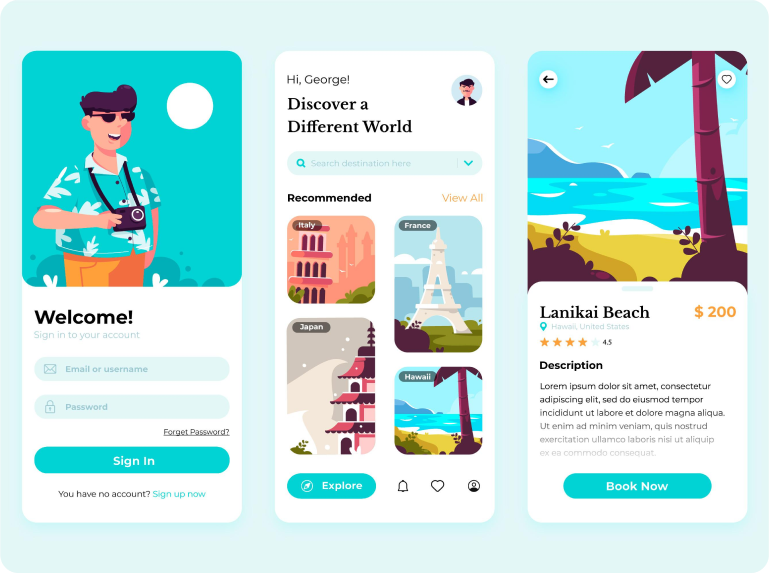 Welcome!
Sign in to your account
Email or username
Password
Forget Password?
Sign In
You have no account? Sign up now
Hi, George!
Discover a
Different World
Search destination here
Recommended
View All
Italy
France
Japan
Hawaii
Explore
Lanikai Beach
$ 200
Hawaii, United States
4.5
Description
Lorem ipsum dolor sit amet, consectetur
adipiscing elit, sed do eiusmod tempor
incididunt ut labore et dolore magna aliqua.
Ut enim ad minim veniam, quis nostrud
exercitation ullamco laboris nisi ut aliquip
ex ea commodo consequat.
Book Now